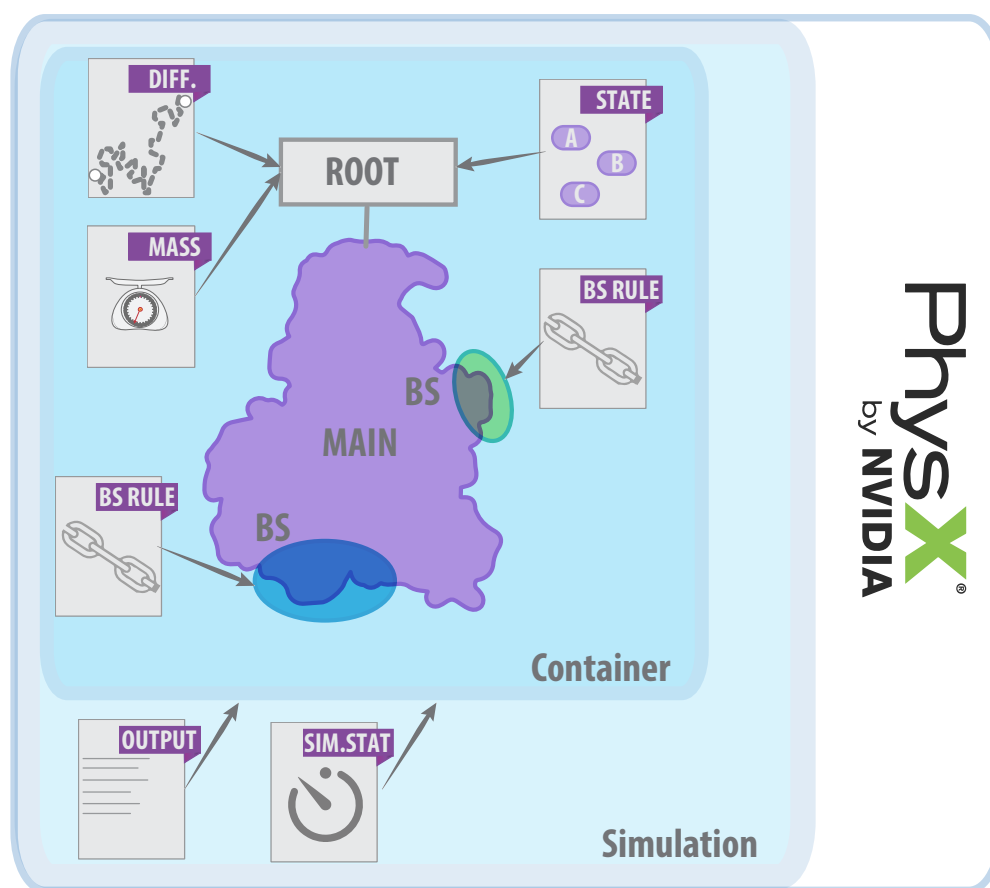 DIFF.
STATE
A
B
C
ROOT
MASS
BS RULE
BS
MAIN
BS RULE
BS
Container
OUTPUT
SIM.STAT
Simulation
PhysX®
by NVIDIA